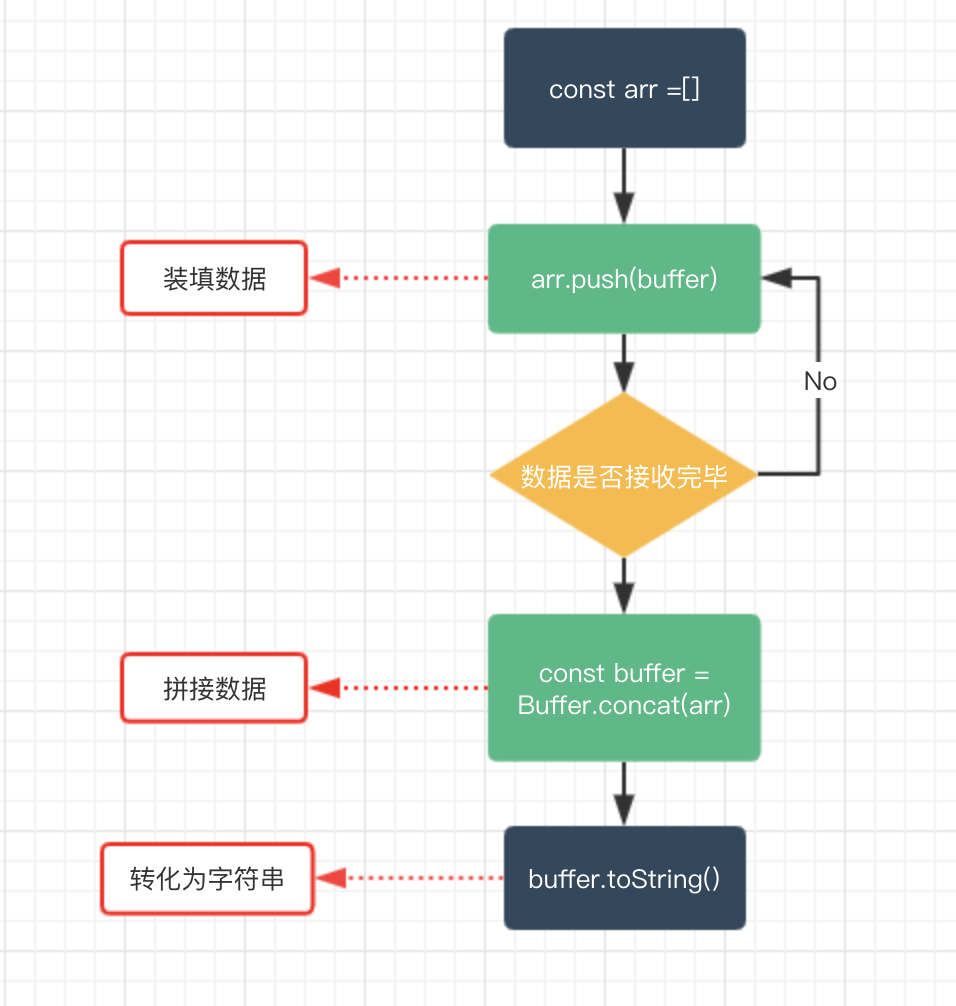 const arr =[]
装填数据
arr.push(buffer)
No
数据是否接收完毕
拼接数据
const buffer =
Buffer.concat(arr)
转化为字符串
buffer.toString()